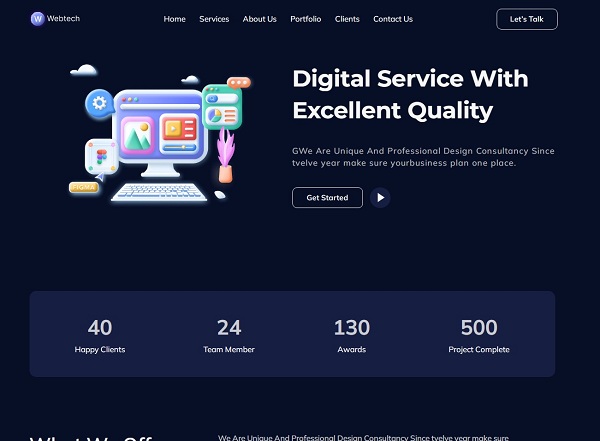 W Webtech
Home Services About Us Portfolio Clients Contact Us
Let's Talk
Digital Service With
Excellent Quality
GWe Are Unique And Professional Design Consultancy Since
tvelve year make sure yourbusiness plan one place.
Get Started
FIGMA
40 24 130 500
Happy Clients Team Member Awards Project Complete
We Are Unique And Professional Design Consultancy Since tvelve year make sure
What We Off